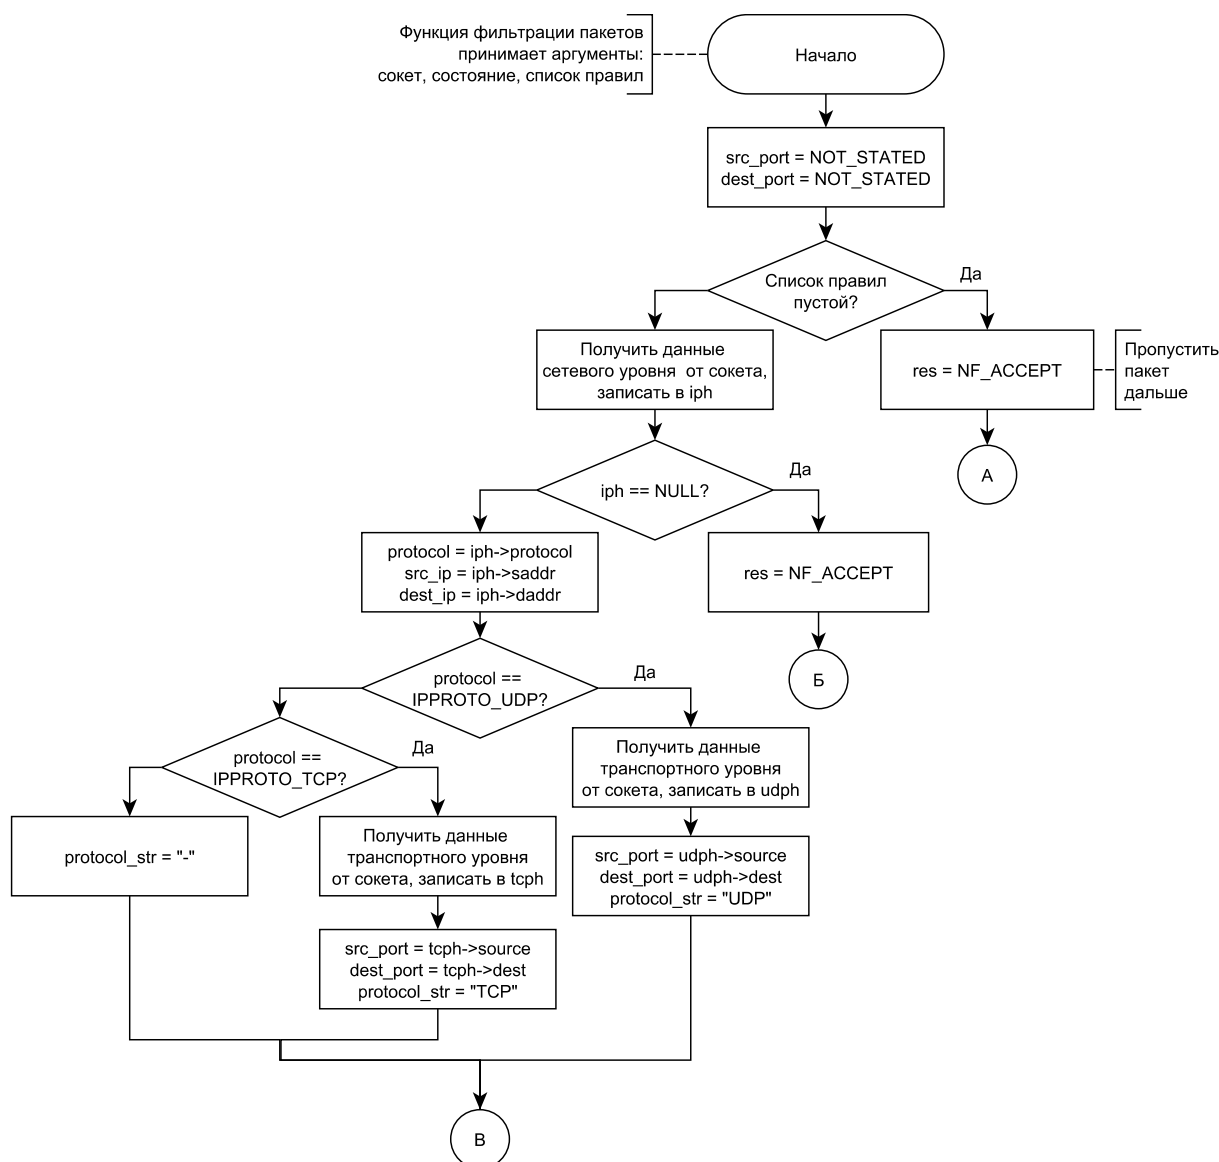 Функция фильтрации пакетов
принимает аргументы:
сокет, состояние, список правил
Начало
src_port = NOT_STATED
dest_port = NOT_STATED
Список правил
пустой?
Да
Получить данные
сетевого уровня от сокета,
записать в iph
res = NF_ACCEPT
Пропустить
пакет
дальше
А
iph == NULL?
Да
protocol = iph->protocol
src_ip = iph->saddr
dest_ip = iph->daddr
res = NF_ACCEPT
Б
protocol ==
IPPROTO_UDP?
Да
protocol ==
IPPROTO_TCP?
Да
Получить данные
транспортного уровня
от сокета, записать в udph
protocol_str = "-"
Получить данные
транспортного уровня
от сокета, записать в tcph
src_port = udph->source
dest_port = udph->dest
protocol_str = "UDP"
src_port = tcph->source
dest_port = tcph->dest
protocol_str = "TCP"
В